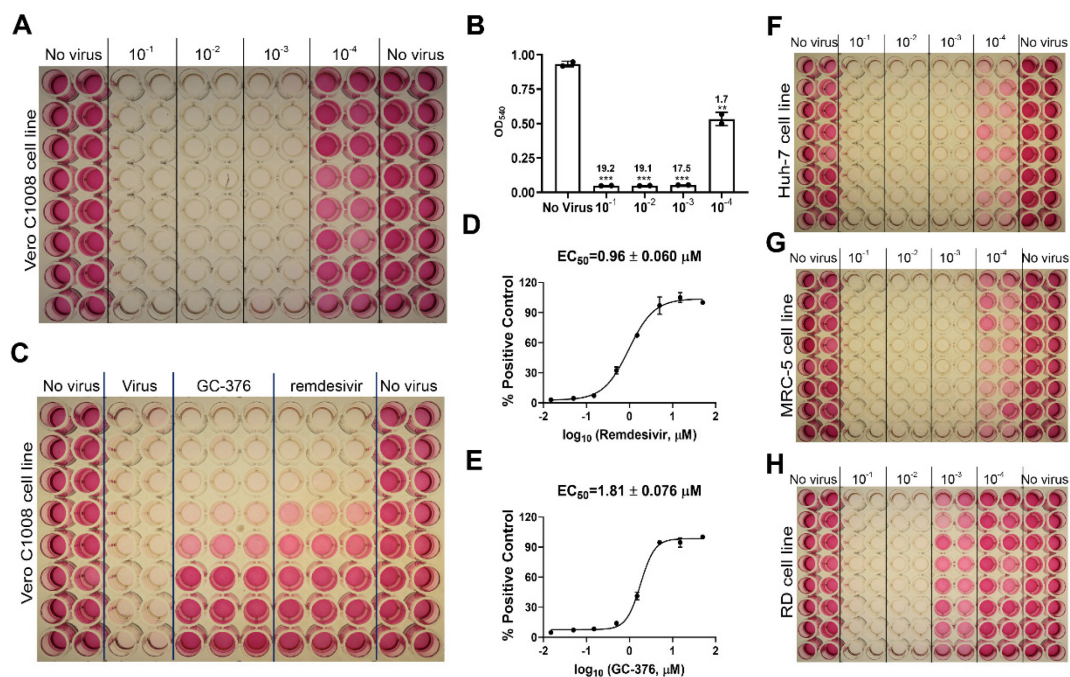 A
No virus 10⁻¹ 10⁻² 10⁻³ 10⁻⁴ No virus
Vero C1008 cell line
B
OD₅₄₀
1.00
0.75
0.50
0.25
0.00
19.2
***
19.1
***
17.5
***
1.7
**
No Virus 10⁻¹ 10⁻² 10⁻³ 10⁻⁴
C
No virus Virus GC-376 remdesivir No virus
Vero C1008 cell line
D
EC₅₀=0.96 ± 0.060 μM
% Positive Control
120
90
60
30
0
-2 -1 0 1 2
log₁₀ (Remdesivir, μM)
E
EC₅₀=1.81 ± 0.076 μM
% Positive Control
120
90
60
30
0
-2 -1 0 1 2
log₁₀ (GC-376, μM)
F
No virus 10⁻¹ 10⁻² 10⁻³ 10⁻⁴ No virus
Huh-7 cell line
G
No virus 10⁻¹ 10⁻² 10⁻³ 10⁻⁴ No virus
MRC-5 cell line
H
No virus 10⁻¹ 10⁻² 10⁻³ 10⁻⁴ No virus
RD cell line